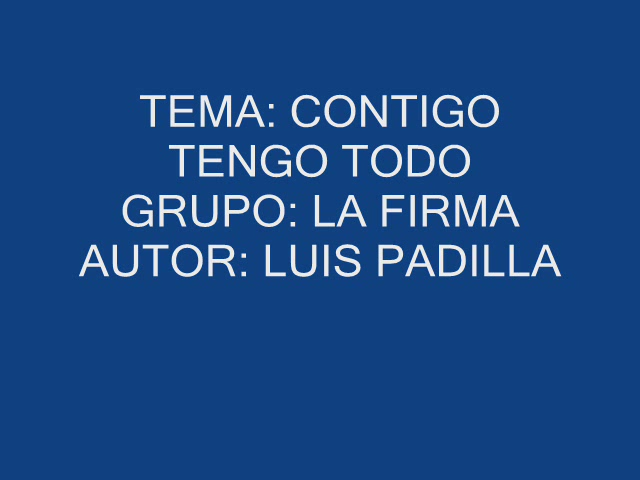 TEMA: CONTIGO
TENGO TODO
GRUPO: LA FIRMA
AUTOR: LUIS PADILLA